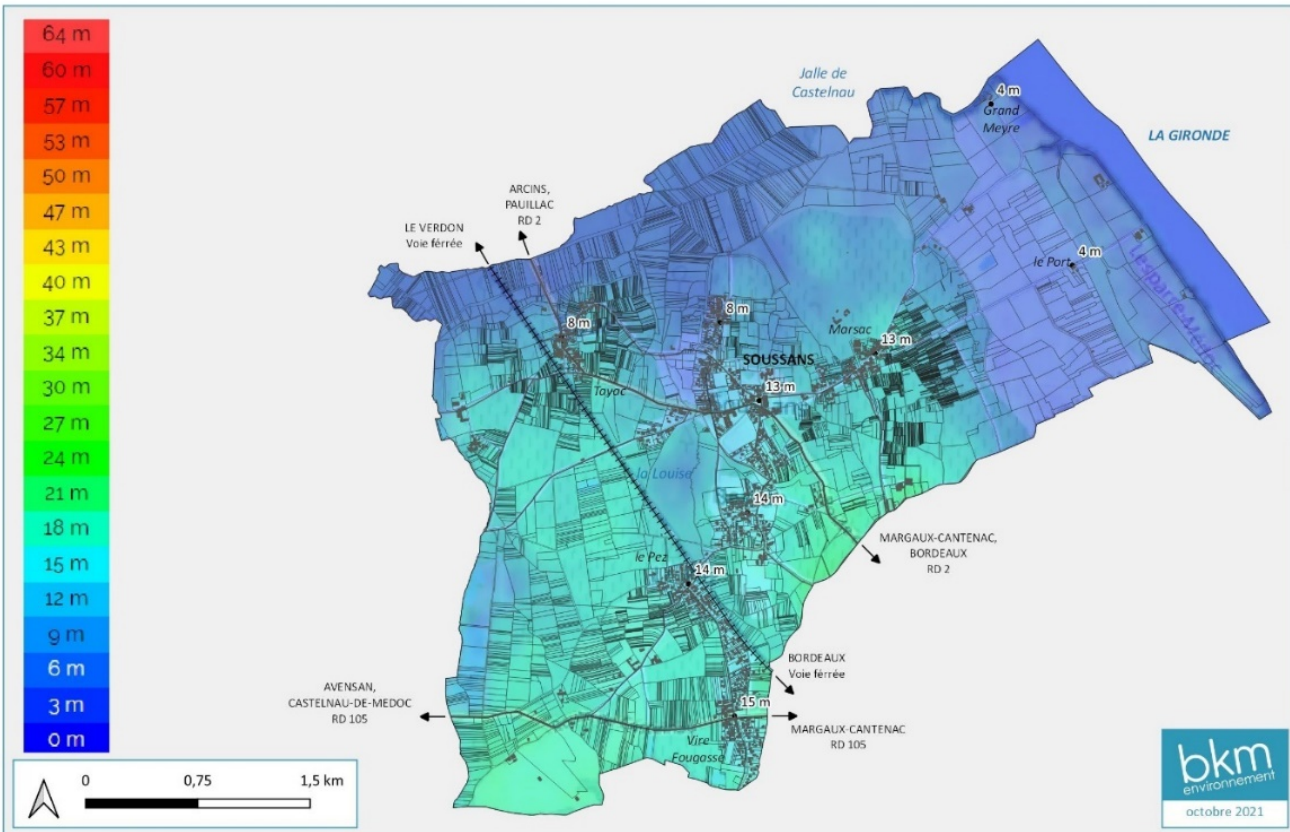 64 m
60 m
57 m
53 m
50 m
47 m
43 m
40 m
37 m
34 m
30 m
27 m
24 m
21 m
18 m
15 m
12 m
9 m
6 m
3 m
0 m
Jalle de
Castelnau
4 m
Grand
Meyre
LA GIRONDE
ARCINS,
PAUILLAC
RD 2
LE VERDON
Voie férrée
le Port
4 m
Lesparre-Médoc
8 m
8 m
Marsac
13 m
SOUSSANS
13 m
Tayac
la Louise
14 m
MARGAUX-CANTENAC,
BORDEAUX
RD 2
le Pez
14 m
BORDEAUX
Voie férrée
AVENSAN,
CASTELNAU-DE-MEDOC
RD 105
15 m
MARGAUX-CANTENAC
RD 105
Vire
Fougasse
0 0,75 1,5 km
bkm
environnement
octobre 2021